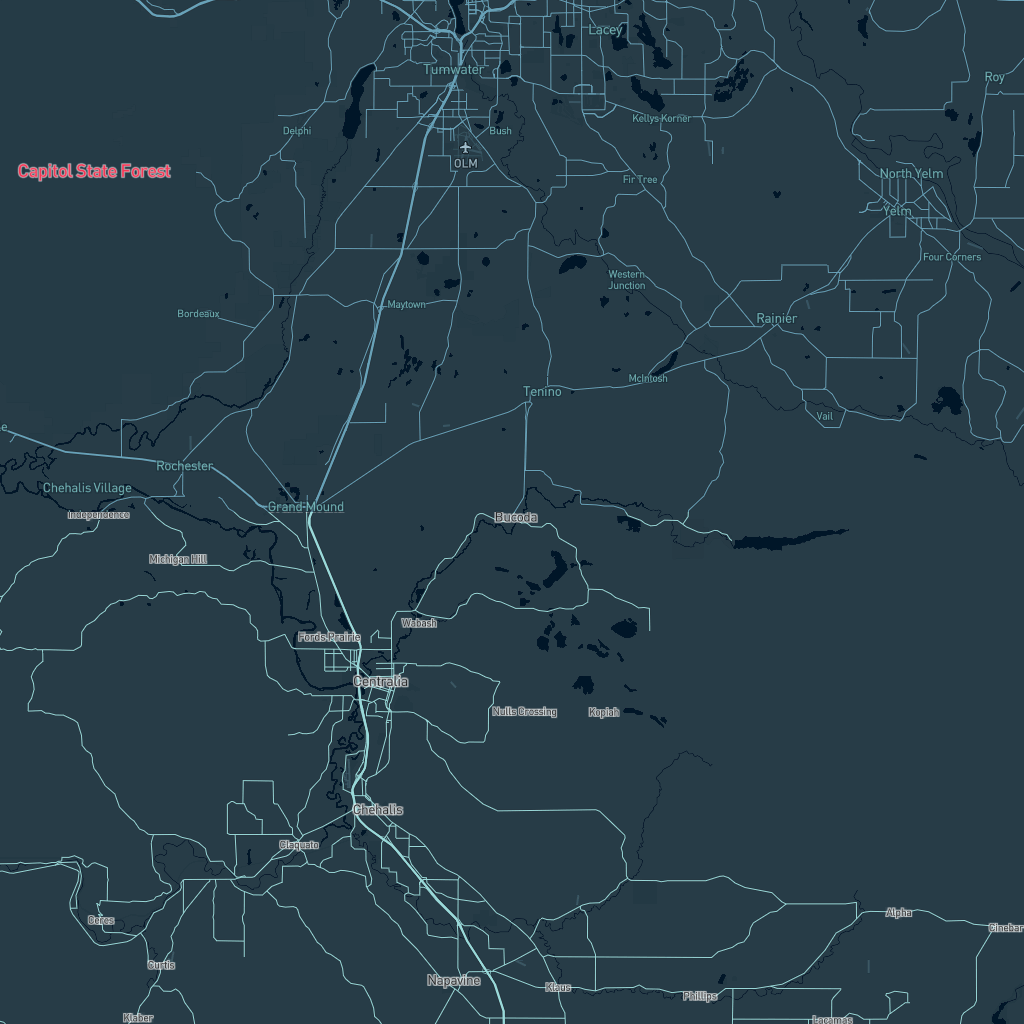 Lacey
Tumwater
Roy
Kellys Korner
Delphi
Bush
OLM
Capitol State Forest
North Yelm
Fir Tree
Yelm
Four Corners
Western
Junction
Maytown
Bordeaux
Rainier
McIntosh
Tenino
Vail
Rochester
Chehalis Village
Grand Mound
Independence
Bucoda
Michigan Hill
Wabash
Fords Prairie
Centralia
Nulls Crossing
Kopiah
Chehalis
Claquato
Ceres
Alpha
Cinebar
Curtis
Napavine
Klaus
Phillips
Klaber
Lacamas